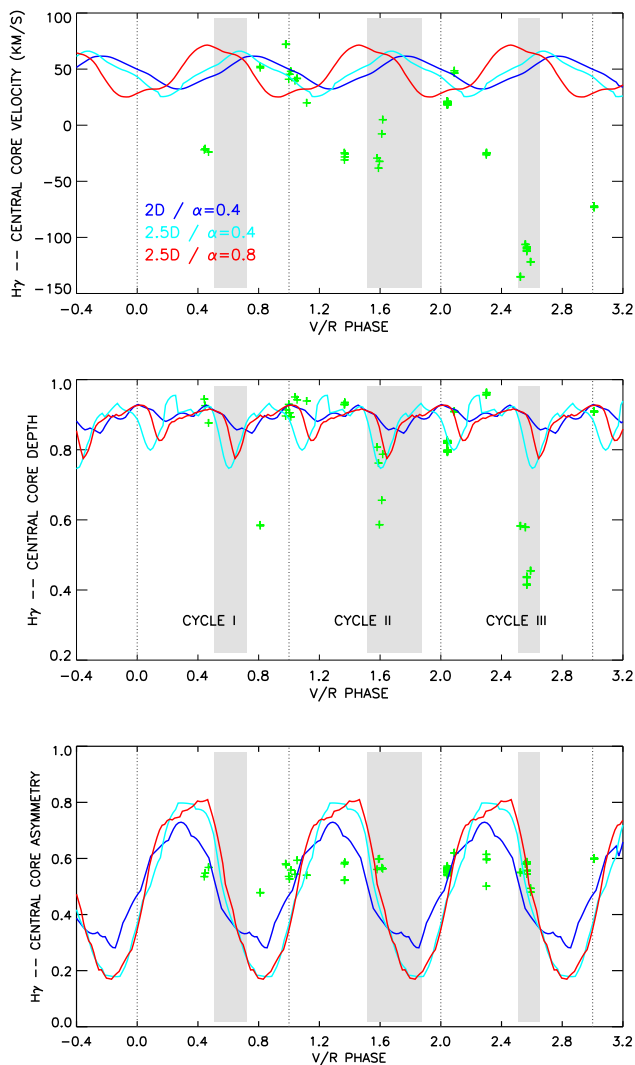 Hγ -- CENTRAL CORE VELOCITY (KM/S)
100
50
0
−50
−100
−150
2D / α=0.4
2.5D / α=0.4
2.5D / α=0.8
−0.4 0.0 0.4 0.8 1.2 1.6 2.0 2.4 2.8 3.2
V/R PHASE
Hγ -- CENTRAL CORE DEPTH
1.0
0.8
0.6
0.4
0.2
CYCLE I CYCLE II CYCLE III
−0.4 0.0 0.4 0.8 1.2 1.6 2.0 2.4 2.8 3.2
V/R PHASE
Hγ -- CENTRAL CORE ASYMMETRY
1.0
0.8
0.6
0.4
0.2
0.0
−0.4 0.0 0.4 0.8 1.2 1.6 2.0 2.4 2.8 3.2
V/R PHASE